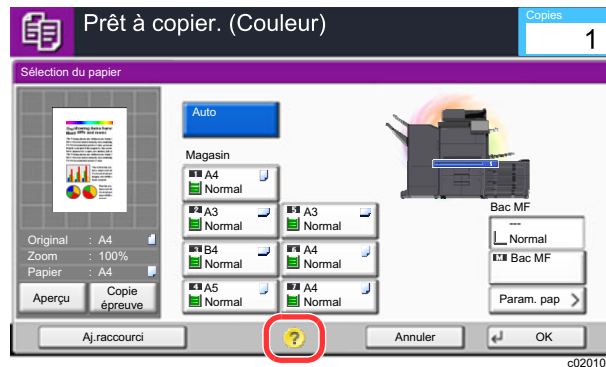 Prêt à copier. (Couleur)
Copies
1
Sélection du papier
Auto
Magasin
1 A4
Normal
2 A3
Normal
5 A3
Normal
3 B4
Normal
6 A4
Normal
4 A5
Normal
7 A4
Normal
1
Bac MF
----
Normal
M Bac MF
Param. pap
Original : A4
Zoom : 100%
Papier : A4
Aperçu
Copie
épreuve
Aj.raccourci
?
Annuler
OK
c02010